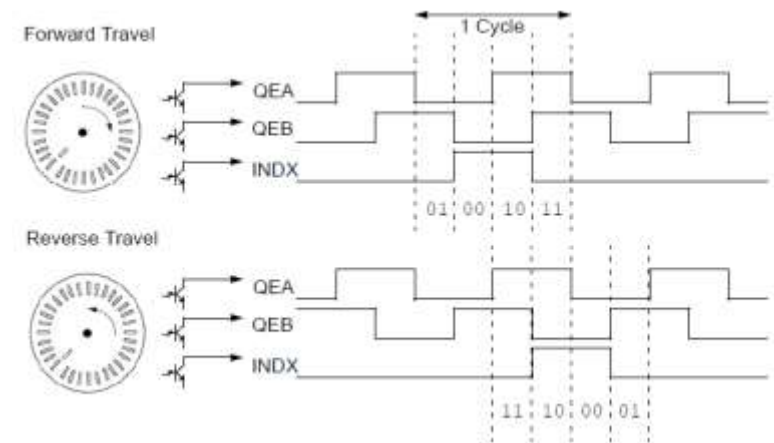 1 Cycle
Forward Travel
QEA
QEB
INDX
01 00 10 11
Reverse Travel
QEA
QEB
INDX
11 10 00 01